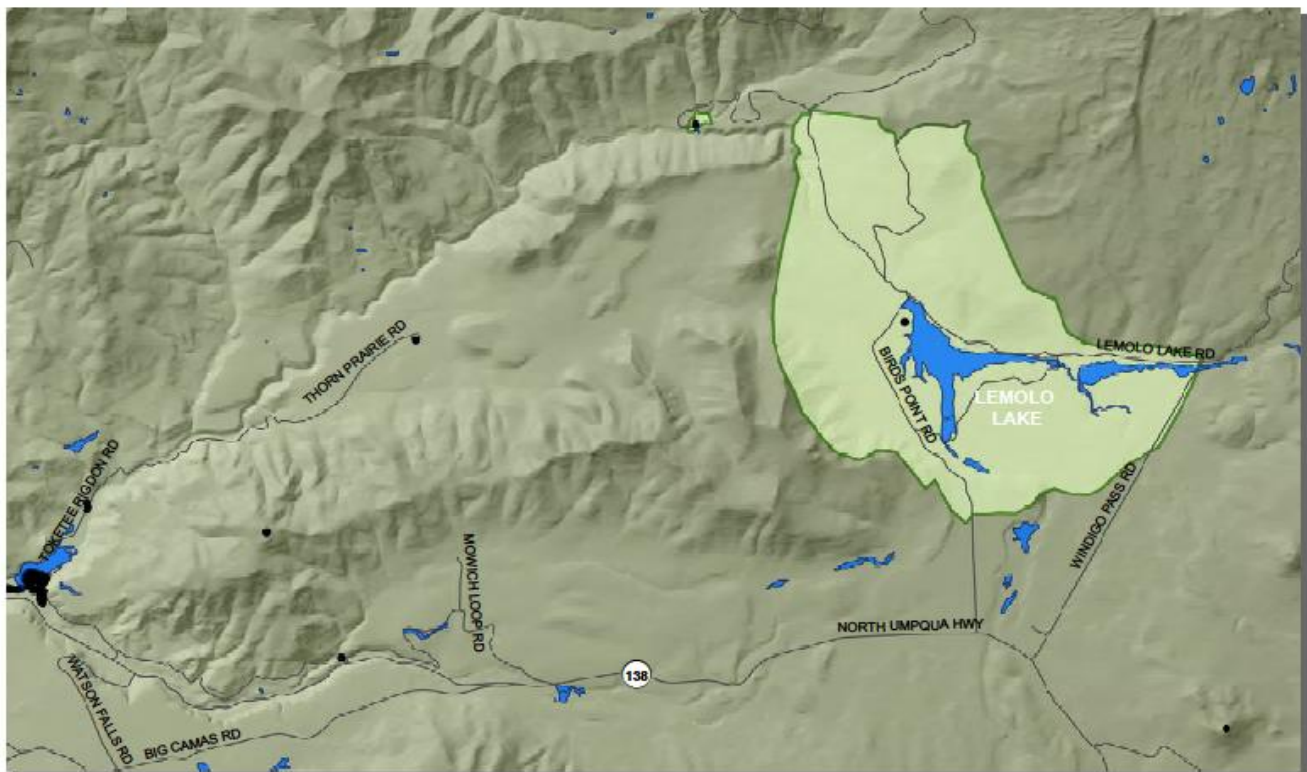 LEMOLO LAKE RD
THORN PRAIRIE RD
BIRDS POINT RD
LEMOLO
LAKE
TOKETEE RIGDON RD
WINDIGO PASS RD
MOWICH LOOP RD
NORTH UMPQUA HWY
138
WATSON FALLS RD
BIG CAMAS RD